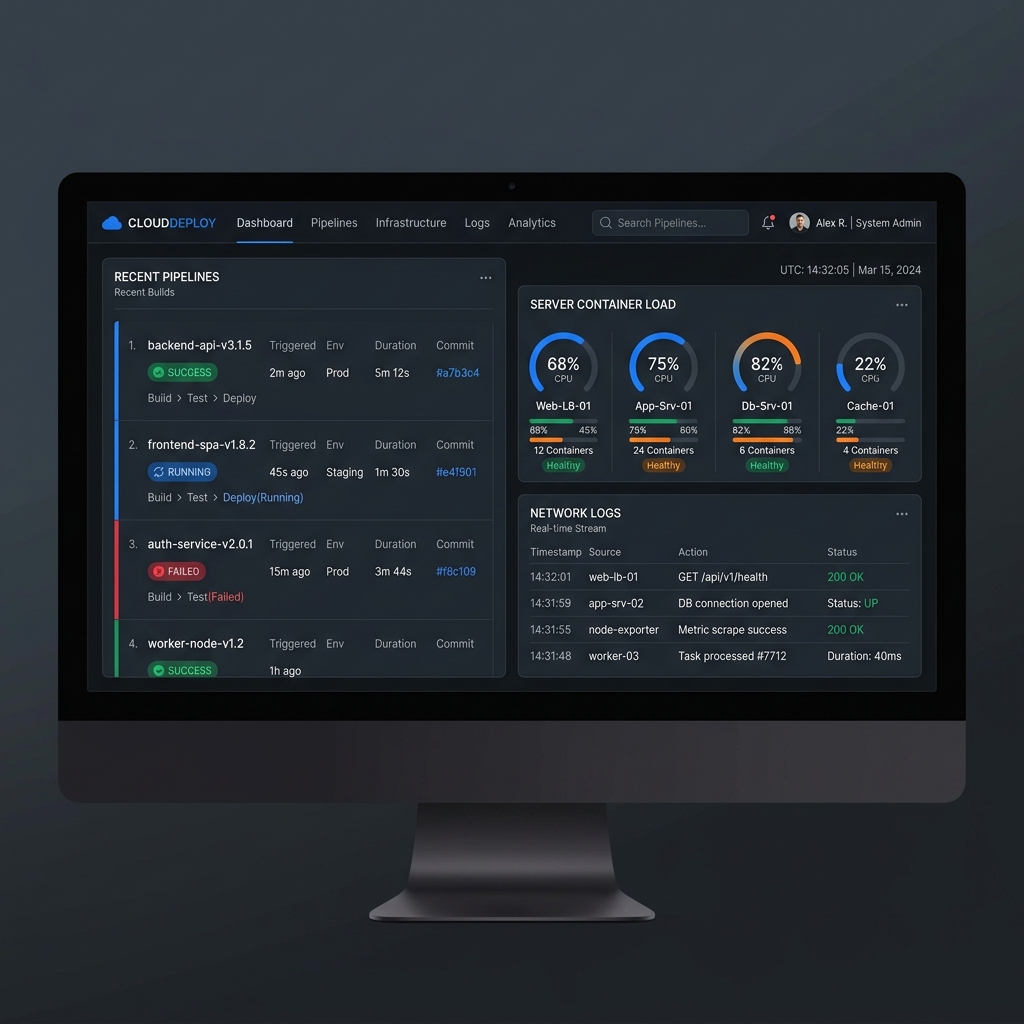 CLOUDDEPLOY Dashboard Pipelines Infrastructure Logs Analytics Search Pipelines... Alex R. | System Admin
UTC: 14:32:05 | Mar 15, 2024
RECENT PIPELINES
Recent Builds
1. backend-api-v3.1.5 Triggered Env Duration Commit
SUCCESS 2m ago Prod 5m 12s #a7b3c4
Build > Test > Deploy
2. frontend-spa-v1.8.2 Triggered Env Duration Commit
RUNNING 45s ago Staging 1m 30s
Build > Test > Deploy(Running)
3. auth-service-v2.0.1 Triggered Env Duration Commit
FAILED 15m ago Prod 3m 44s #f8c109
Build > Test(Failed)
4. worker-node-v1.2 Triggered Env Duration Commit
SUCCESS 1h ago
SERVER CONTAINER LOAD
68% 75% 82% 22%
CPU CPU CPU
Web-LB-01 App-Srv-01 Db-Srv-01 Cache-01
68% 45% 75% 60% 82% 88% 22%
12 Containers 24 Containers 6 Containers 4 Containers
Healthy Healthy Healthy Healthy
NETWORK LOGS
Real-time Stream
Timestamp Source Action Status
14:32:01 web-lb-01 GET /api/v1/health 200 OK
14:31:59 app-srv-02 DB connection opened Status: UP
14:31:55 node-exporter Metric scrape success 200 OK
14:31:48 worker-03 Task processed #7712 Duration: 40ms